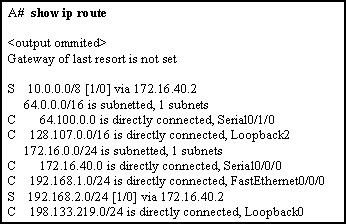 A# show ip route
<output ommited>
Gateway of last resort is not set
S 10.0.0.0/8 [1/0] via 172.16.40.2
64.0.0.0/16 is subnetted, 1 subnets
C 64.100.0.0 is directly connected, Serial0/1/0
C 128.107.0.0/16 is directly connected, Loopback2
172.16.0.0/24 is subnetted, 1 subnets
C 172.16.40.0 is directly connected, Serial0/0/0
C 192.168.1.0/24 is directly connected, FastEthernet0/0/0
S 192.168.2.0/24 [1/0] via 172.16.40.2
C 198.133.219.0/24 is directly connected, Loopback0